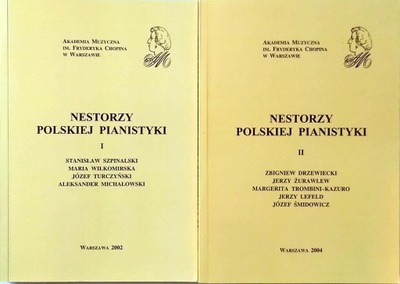 AKADEMIA MUZYCZNA
IM. FRYDERYKA CHOPINA
W WARSZAWIE
NESTORZY
POLSKIEJ PIANISTYKI
I
STANISŁAW SZPINALSKI
MARIA WIŁKOMIRSKA
JÓZEF TURCZYŃSKI
ALEKSANDER MICHAŁOWSKI
WARSZAWA 2002
AKADEMIA MUZYCZNA
IM. FRYDERYKA CHOPINA
W WARSZAWIE
NESTORZY
POLSKIEJ PIANISTYKI
II
ZBIGNIEW DRZEWIECKI
JERZY ŻURAWLEW
MARGERITA TROMBINI-KAZURO
JERZY LEFELD
JÓZEF ŚMIDOWICZ
WARSZAWA 2004